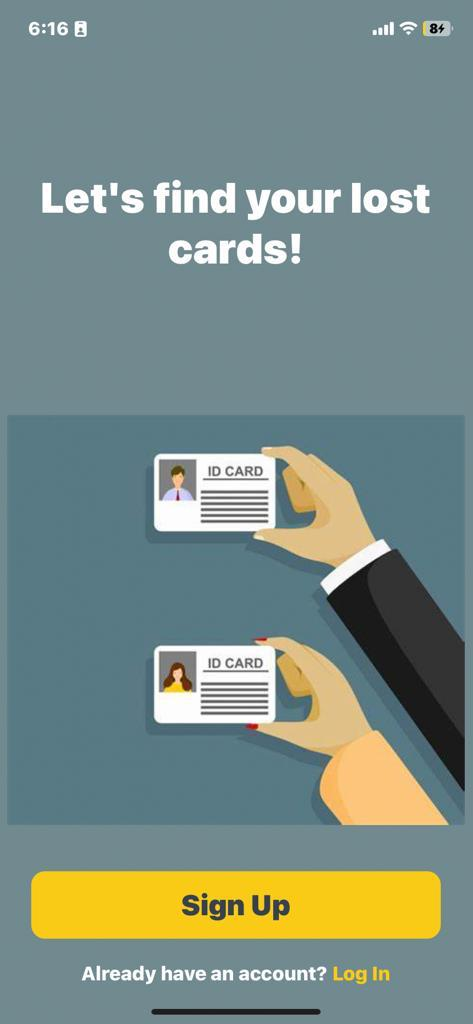 6:16
8
Let's find your lost
cards!
ID CARD
ID CARD
Sign Up
Already have an account? Log In